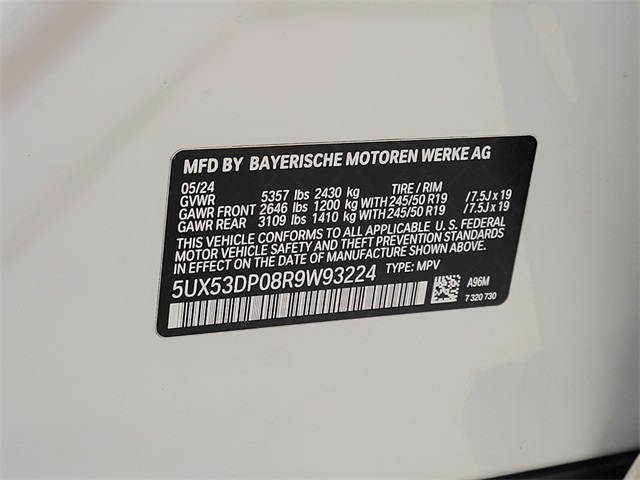 MFD BY BAYERISCHE MOTOREN WERKE AG
05/24
GVWR 5357 lbs 2430 kg TIRE / RIM
GAWR FRONT 2646 lbs 1200 kg WITH 245/50 R19 /7.5J x 19
GAWR REAR 3109 lbs 1410 kg WITH 245/50 R19 /7.5J x 19
THIS VEHICLE CONFORMS TO ALL APPLICABLE U.S. FEDERAL
MOTOR VEHICLE SAFETY AND THEFT PREVENTION STANDARDS
IN EFFECT ON THE DATE OF MANUFACTURE SHOWN ABOVE.
5UX53DP08R9W93224 TYPE: MPV
A96M
7 320 730